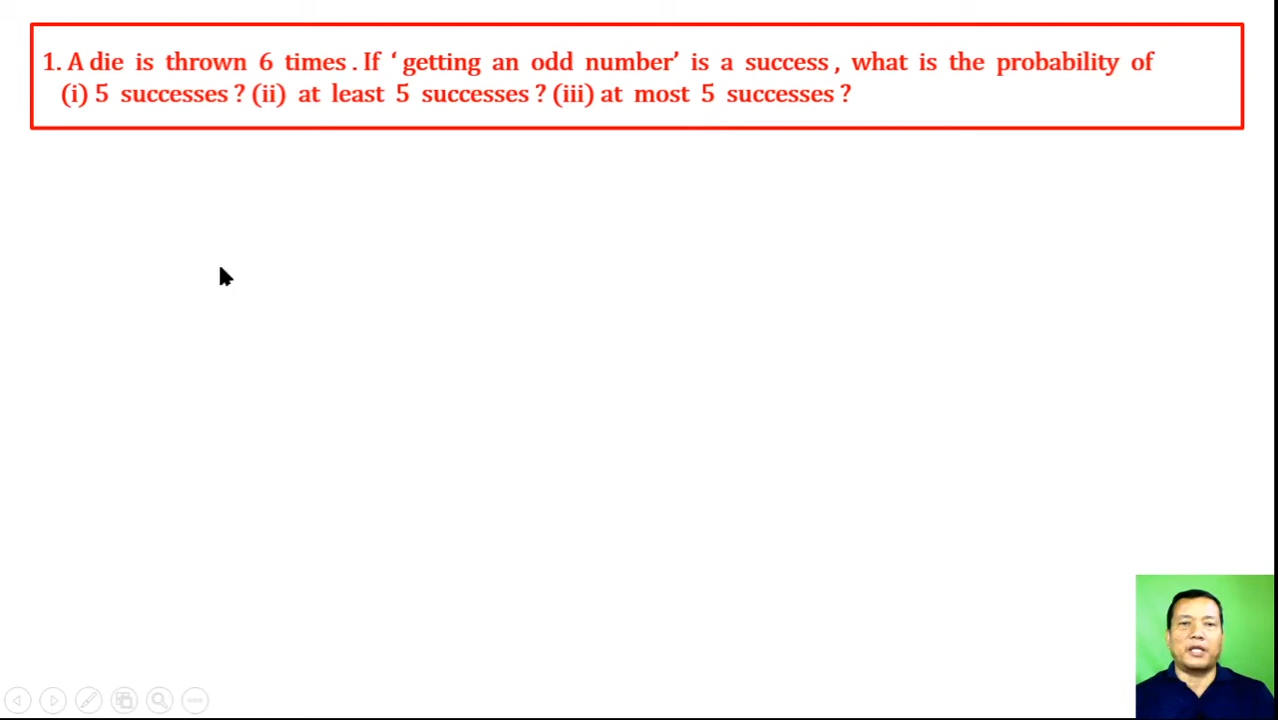 1. A die is thrown 6 times . If ‘ getting an odd number’ is a success , what is the probability of
(i) 5 successes ? (ii) at least 5 successes ? (iii) at most 5 successes ?